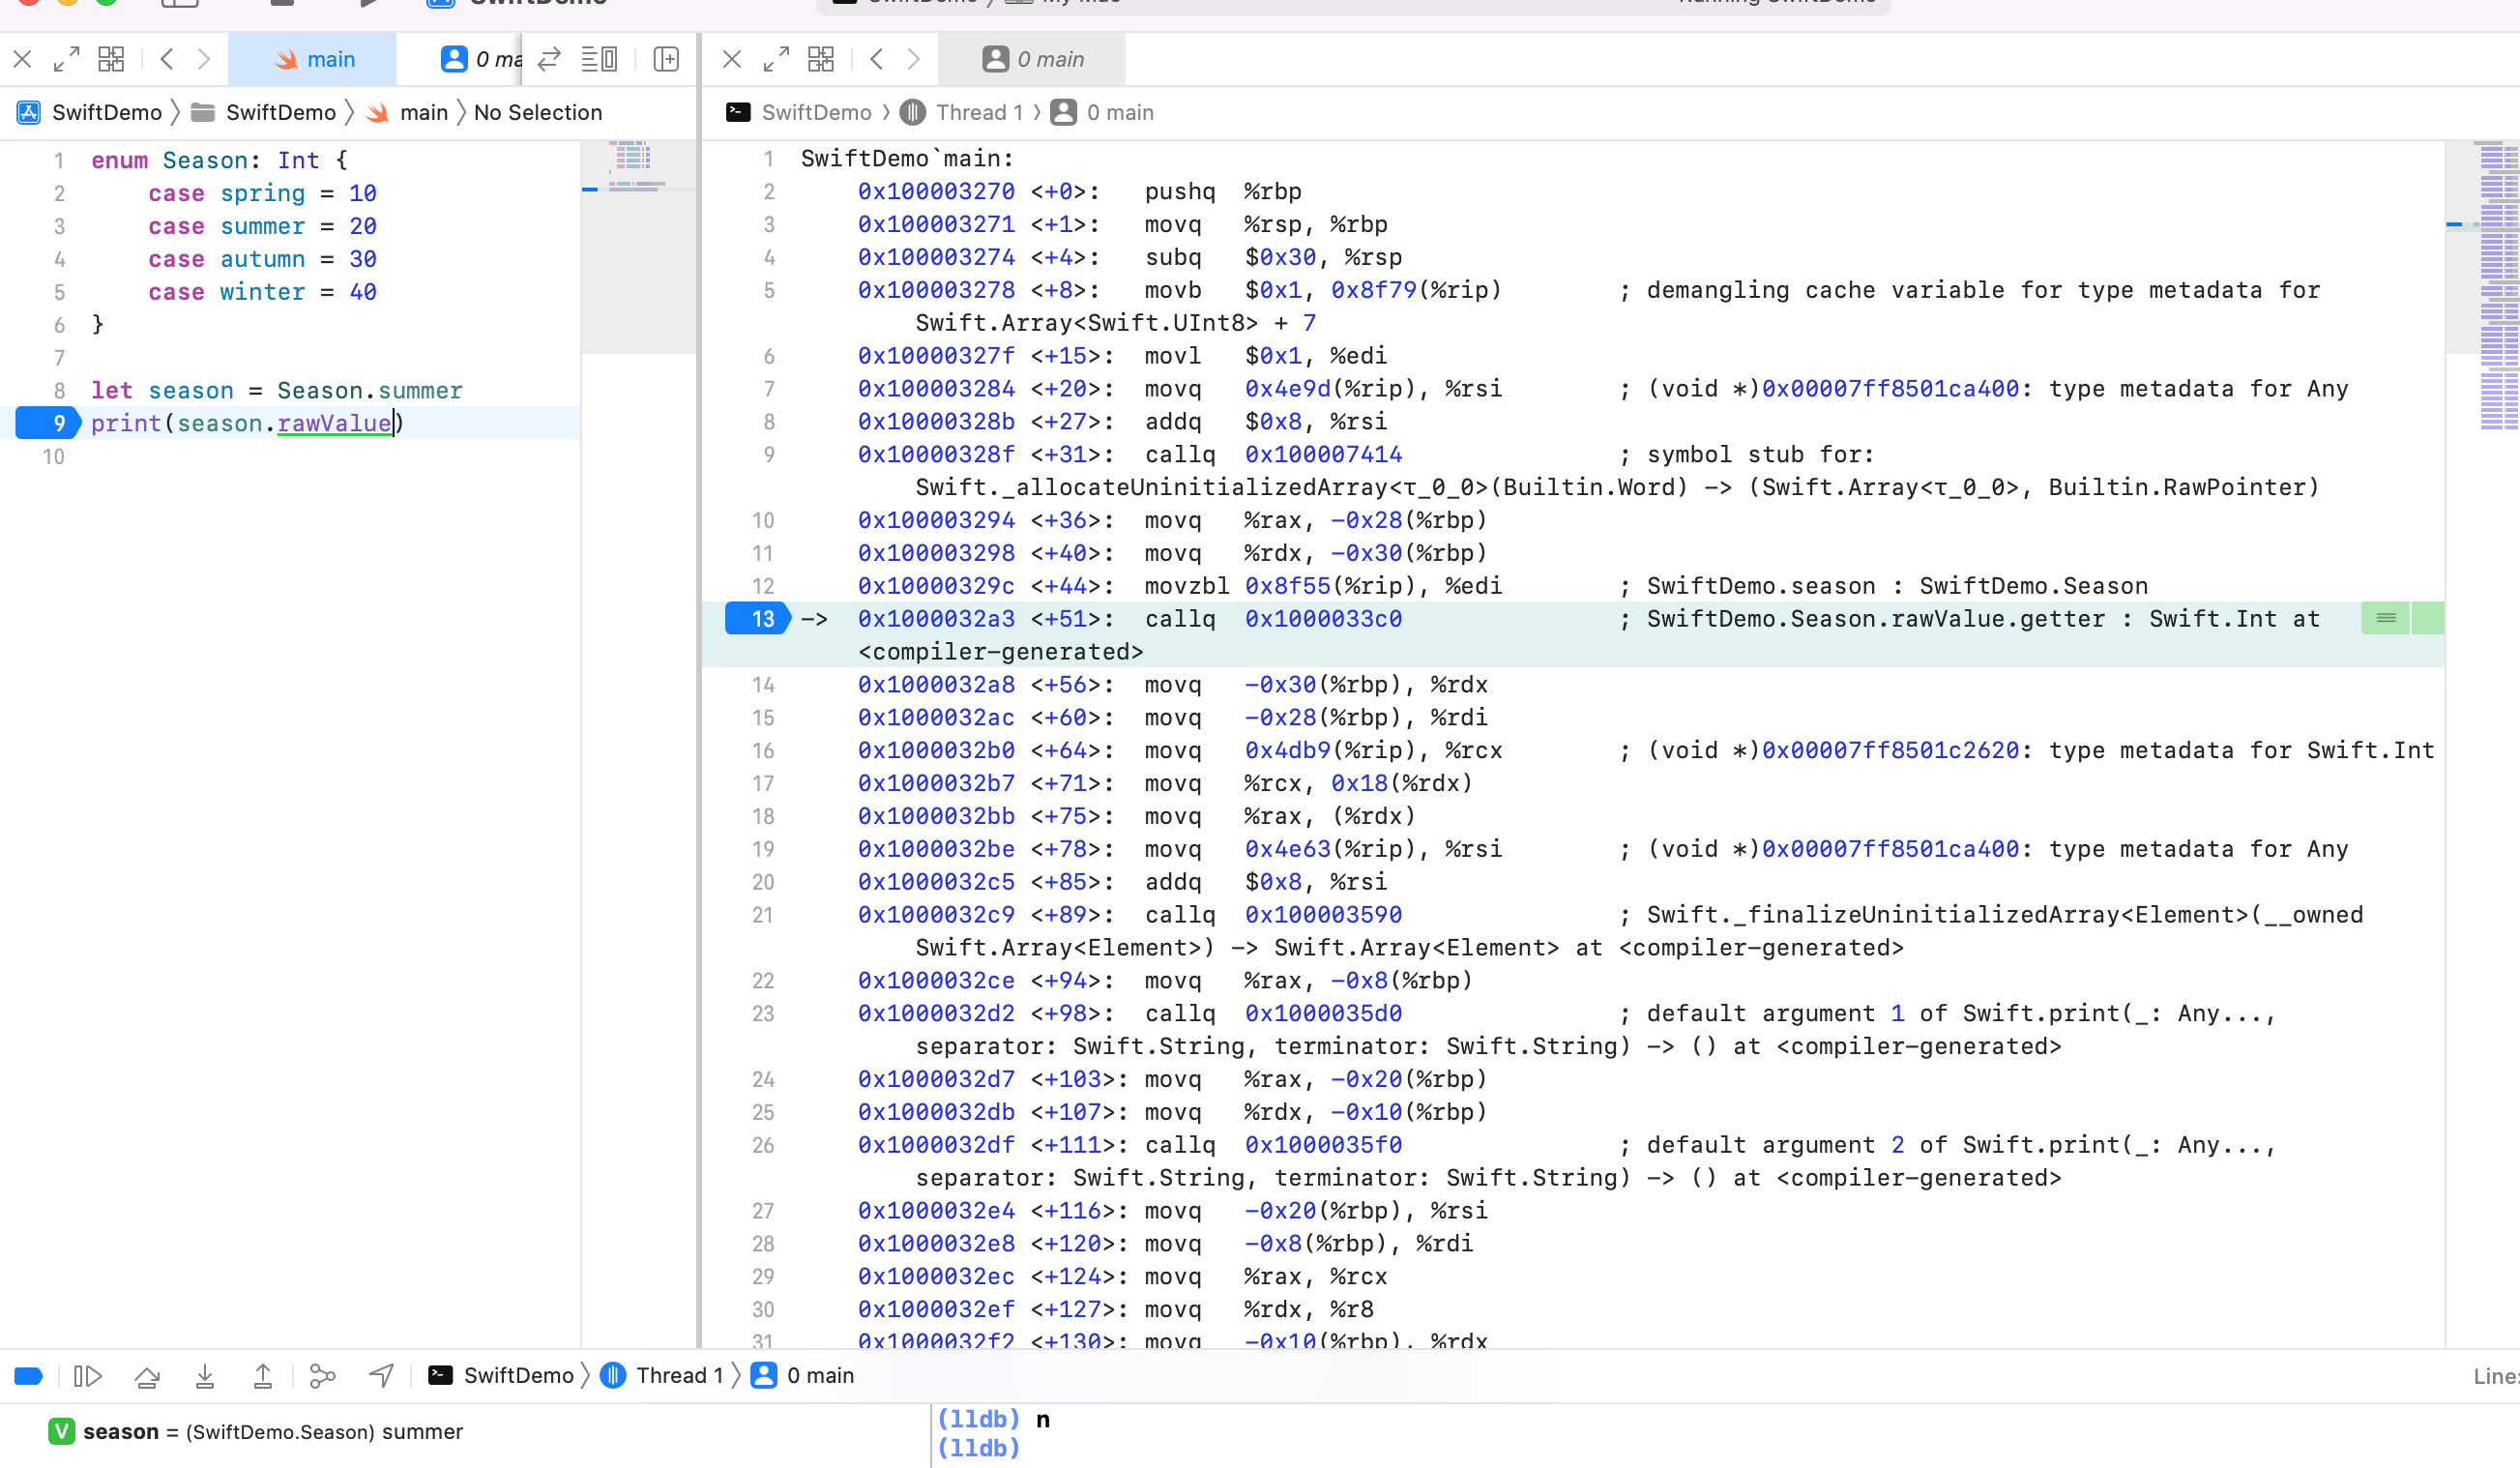 SwiftDemo
SwiftDemo / My Mac
Running SwiftDemo
main
0 ma
0 main
SwiftDemo 〉 SwiftDemo 〉 main 〉 No Selection
SwiftDemo 〉 Thread 1 〉 0 main
1 enum Season: Int {
2 case spring = 10
3 case summer = 20
4 case autumn = 30
5 case winter = 40
6 }
7
8 let season = Season.summer
9 print(season.rawValue)
10
1 SwiftDemo`main:
2 0x100003270 <+0>: pushq %rbp
3 0x100003271 <+1>: movq %rsp, %rbp
4 0x100003274 <+4>: subq $0x30, %rsp
5 0x100003278 <+8>: movb $0x1, 0x8f79(%rip) ; demangling cache variable for type metadata for
Swift.Array<Swift.UInt8> + 7
6 0x10000327f <+15>: movl $0x1, %edi
7 0x100003284 <+20>: movq 0x4e9d(%rip), %rsi ; (void *)0x00007ff8501ca400: type metadata for Any
8 0x10000328b <+27>: addq $0x8, %rsi
9 0x10000328f <+31>: callq 0x100007414 ; symbol stub for:
Swift._allocateUninitializedArray<τ_0_0>(Builtin.Word) -> (Swift.Array<τ_0_0>, Builtin.RawPointer)
10 0x100003294 <+36>: movq %rax, -0x28(%rbp)
11 0x100003298 <+40>: movq %rdx, -0x30(%rbp)
12 0x10000329c <+44>: movzbl 0x8f55(%rip), %edi ; SwiftDemo.season : SwiftDemo.Season
13 -> 0x1000032a3 <+51>: callq 0x1000033c0 ; SwiftDemo.Season.rawValue.getter : Swift.Int at
<compiler-generated>
14 0x1000032a8 <+56>: movq -0x30(%rbp), %rdx
15 0x1000032ac <+60>: movq -0x28(%rbp), %rdi
16 0x1000032b0 <+64>: movq 0x4db9(%rip), %rcx ; (void *)0x00007ff8501c2620: type metadata for Swift.Int
17 0x1000032b7 <+71>: movq %rcx, 0x18(%rdx)
18 0x1000032bb <+75>: movq %rax, (%rdx)
19 0x1000032be <+78>: movq 0x4e63(%rip), %rsi ; (void *)0x00007ff8501ca400: type metadata for Any
20 0x1000032c5 <+85>: addq $0x8, %rsi
21 0x1000032c9 <+89>: callq 0x100003590 ; Swift._finalizeUninitializedArray<Element>(__owned
Swift.Array<Element>) -> Swift.Array<Element> at <compiler-generated>
22 0x1000032ce <+94>: movq %rax, -0x8(%rbp)
23 0x1000032d2 <+98>: callq 0x1000035d0 ; default argument 1 of Swift.print(_: Any...,
separator: Swift.String, terminator: Swift.String) -> () at <compiler-generated>
24 0x1000032d7 <+103>: movq %rax, -0x20(%rbp)
25 0x1000032db <+107>: movq %rdx, -0x10(%rbp)
26 0x1000032df <+111>: callq 0x1000035f0 ; default argument 2 of Swift.print(_: Any...,
separator: Swift.String, terminator: Swift.String) -> () at <compiler-generated>
27 0x1000032e4 <+116>: movq -0x20(%rbp), %rsi
28 0x1000032e8 <+120>: movq -0x8(%rbp), %rdi
29 0x1000032ec <+124>: movq %rax, %rcx
30 0x1000032ef <+127>: movq %rdx, %r8
31 0x1000032f2 <+130>: movq -0x10(%rbp), %rdx
SwiftDemo 〉 Thread 1 〉 0 main
Line:
V season = (SwiftDemo.Season) summer
(lldb) n
(lldb)